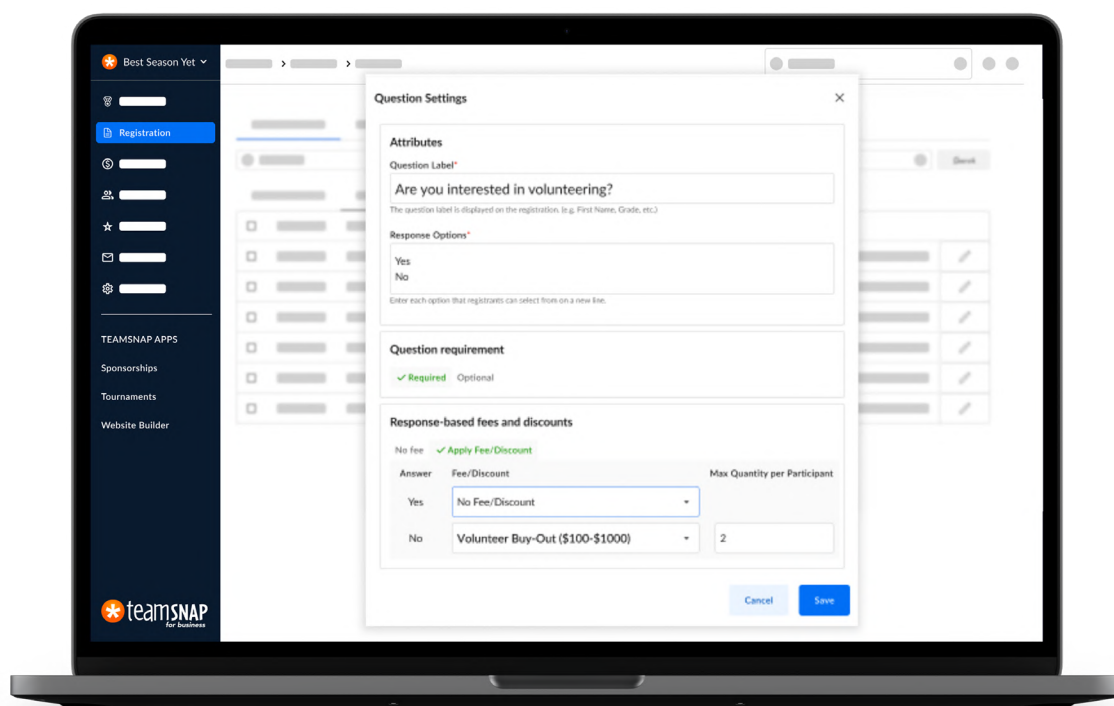 Best Season Yet
Registration
TEAMSNAP APPS
Sponsorships
Tournaments
Website Builder
teamSNAP
for business
Question Settings
Attributes
Question Label*
Are you interested in volunteering?
The question label is displayed on the registration. (e.g. First Name, Grade, etc.)
Response Options*
Yes
No
Enter each option that registrants can select from on a new line.
Question requirement
Required Optional
Response-based fees and discounts
No fee Apply Fee/Discount
Answer Fee/Discount Max Quantity per Participant
Yes No Fee/Discount
No Volunteer Buy-Out ($100-$1000) 2
Cancel Save